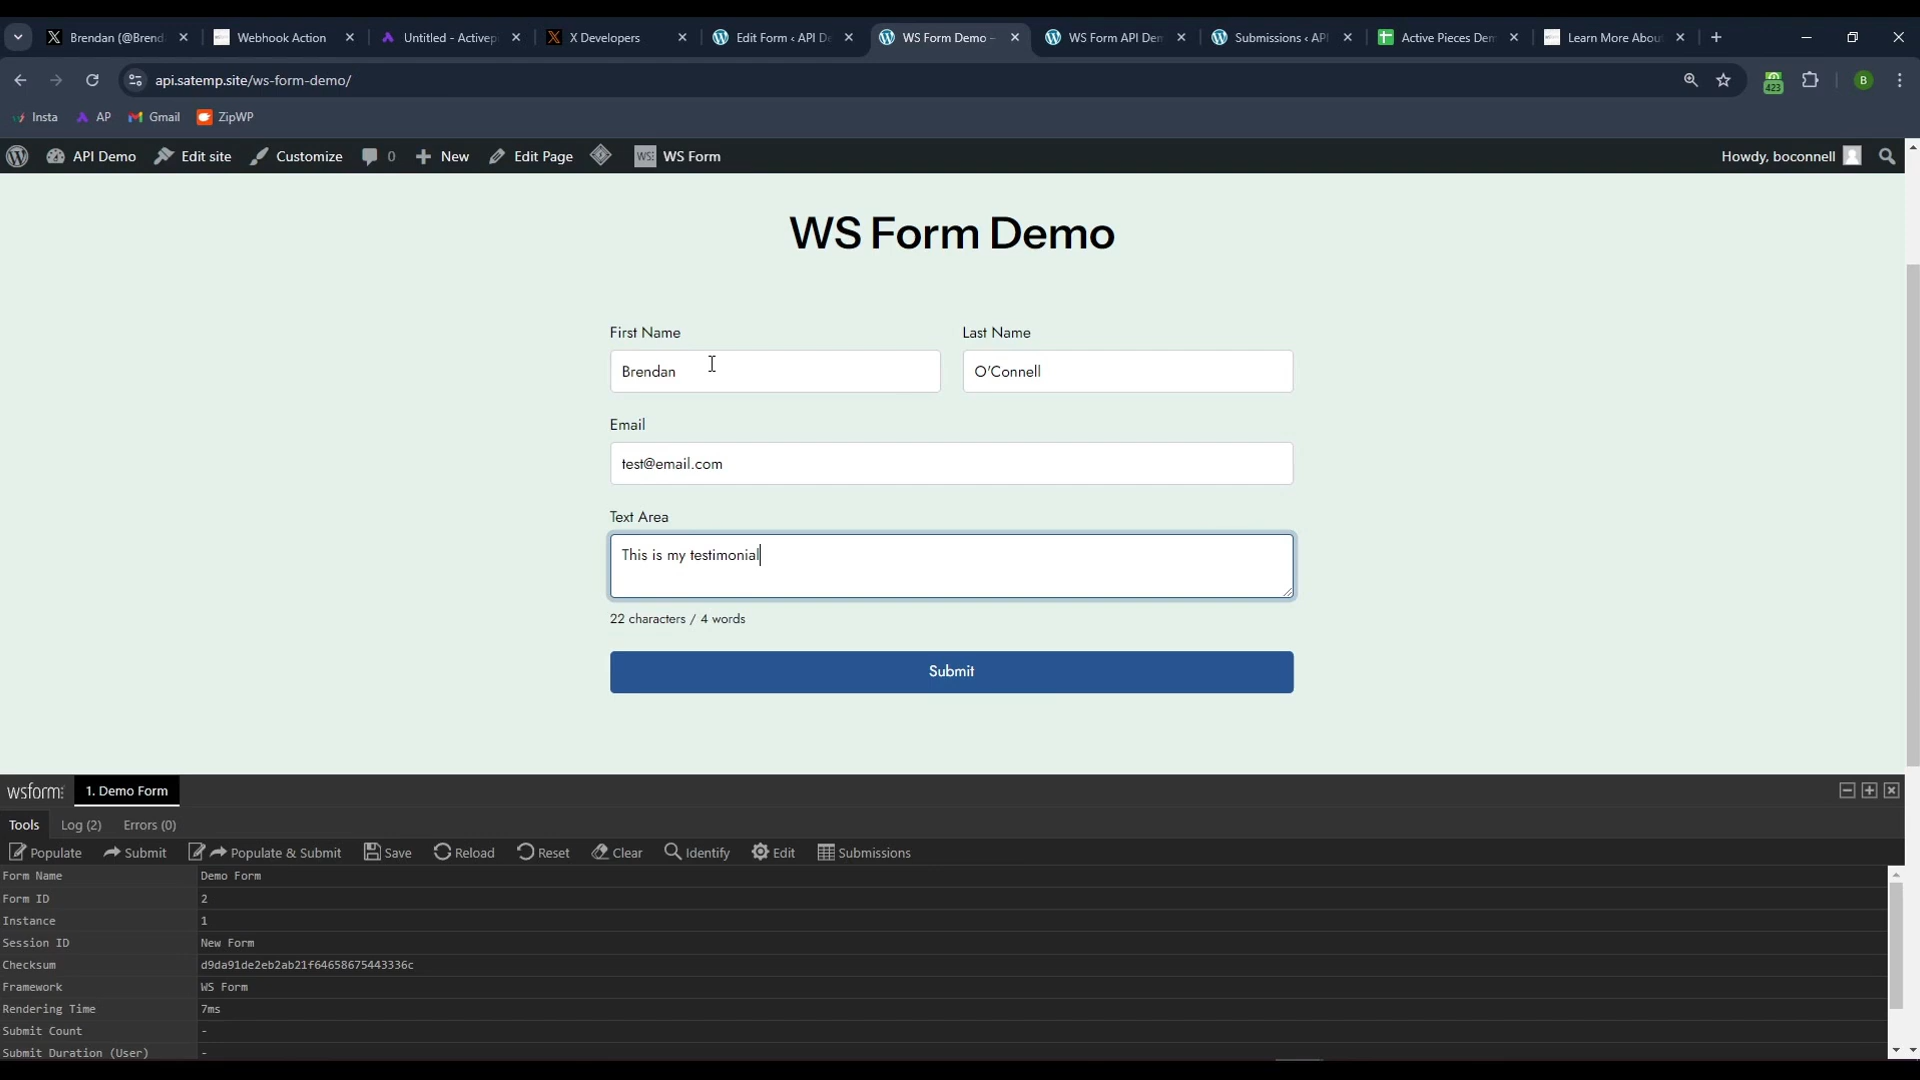 Brendan (@Brend
Webhook Action
Untitled - Activep
X Developers
Edit Form ‹ API De
WS Form Demo –
WS Form API Dem
Submissions ‹ API
Active Pieces Dem
Learn More Abou
api.satemp.site/ws-form-demo/
423
B
Insta
AP
Gmail
ZipWP
API Demo
Edit site
Customize
0
New
Edit Page
WS Form
Howdy, boconnell
WS Form Demo
First Name
Last Name
Brendan
O'Connell
Email
test@email.com
Text Area
This is my testimonial
22 characters / 4 words
Submit
wsform
1. Demo Form
Tools
Log (2)
Errors (0)
Populate
Submit
Populate & Submit
Save
Reload
Reset
Clear
Identify
Edit
Submissions
Form Name Demo Form
Form ID 2
Instance 1
Session ID New Form
Checksum d9da91de2eb2ab21f64658675443336c
Framework WS Form
Rendering Time 7ms
Submit Count -
Submit Duration (User) -